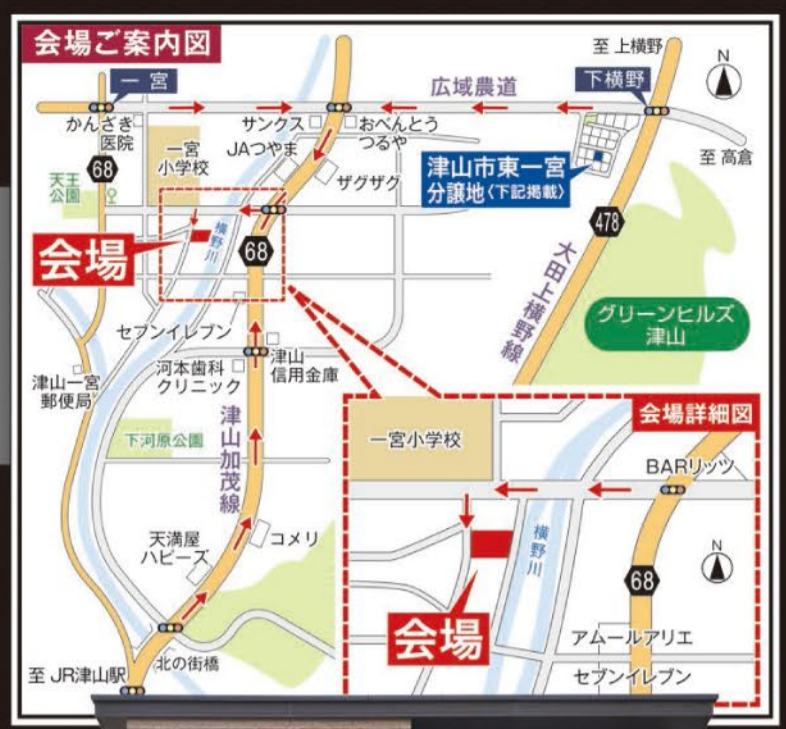 会場ご案内図
至 上横野
N
一 宮
広域農道
下横野
かんざき
医院
サンクス
おべんとう
つるや
一宮
小学校
JAつやま
ザグザグ
至 高倉
68
天王
公園
津山市東一宮
分譲地〈下記掲載〉
478
横野川
会場
68
大田上横野線
グリーンヒルズ
津山
セブンイレブン
津山
信用金庫
河本歯科
クリニック
津山一宮
郵便局
津山加茂線
下河原公園
天満屋
ハピーズ
コメリ
北の街橋
至 JR津山駅
会場詳細図
一宮小学校
BARリッツ
横野川
N
68
会場
アムールアリエ
セブンイレブン